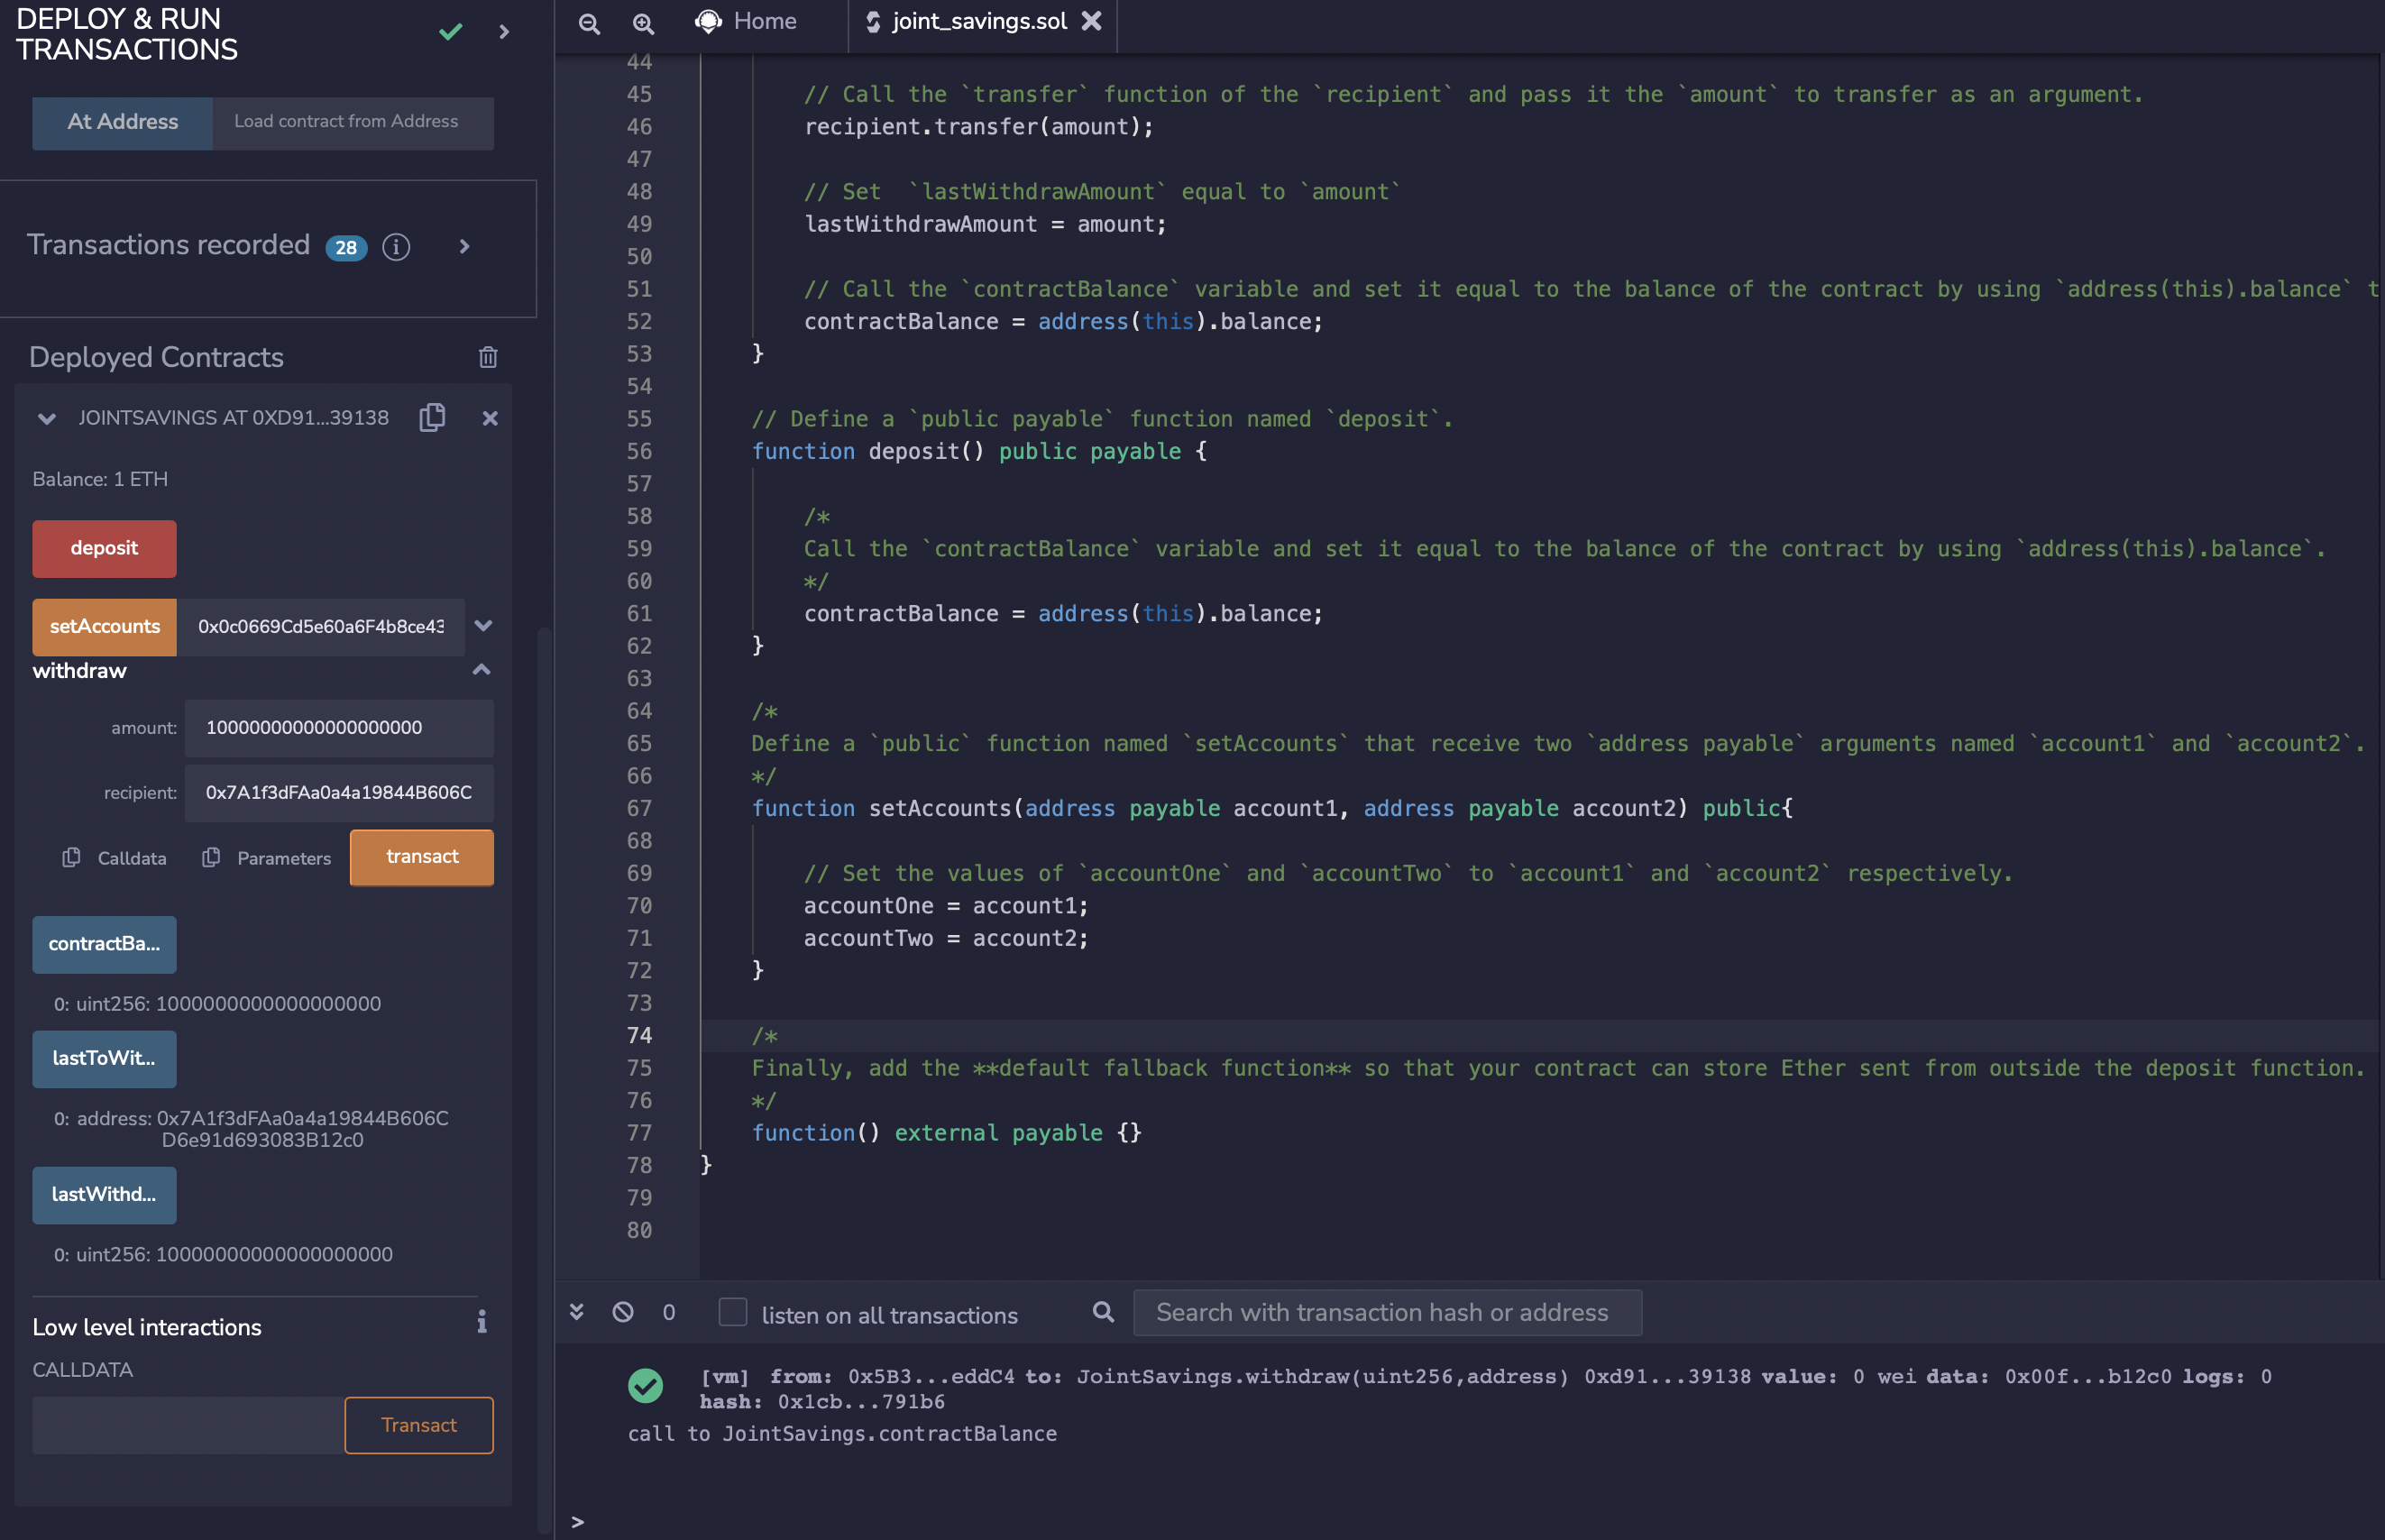 DEPLOY & RUN
TRANSACTIONS
At Address
Load contract from Address
Transactions recorded 28
Deployed Contracts
JOINTSAVINGS AT 0XD91...39138
Balance: 1 ETH
deposit
setAccounts 0x0c0669Cd5e60a6F4b8ce43
withdraw
amount: 10000000000000000000
recipient: 0x7A1f3dFAa0a4a19844B606C
Calldata Parameters transact
contractBa...
0: uint256: 1000000000000000000
lastToWit...
0: address: 0x7A1f3dFAa0a4a19844B606C
D6e91d693083B12c0
lastWithd...
0: uint256: 10000000000000000000
Low level interactions
CALLDATA
Transact
Home joint_savings.sol
44
45 // Call the `transfer` function of the `recipient` and pass it the `amount` to transfer as an argument.
46 recipient.transfer(amount);
47
48 // Set  `lastWithdrawAmount` equal to `amount`
49 lastWithdrawAmount = amount;
50
51 // Call the `contractBalance` variable and set it equal to the balance of the contract by using `address(this).balance` t
52 contractBalance = address(this).balance;
53 }
54
55 // Define a `public payable` function named `deposit`.
56 function deposit() public payable {
57
58 /*
59 Call the `contractBalance` variable and set it equal to the balance of the contract by using `address(this).balance`.
60 */
61 contractBalance = address(this).balance;
62 }
63
64 /*
65 Define a `public` function named `setAccounts` that receive two `address payable` arguments named `account1` and `account2`.
66 */
67 function setAccounts(address payable account1, address payable account2) public{
68
69 // Set the values of `accountOne` and `accountTwo` to `account1` and `account2` respectively.
70 accountOne = account1;
71 accountTwo = account2;
72 }
73
74 /*
75 Finally, add the **default fallback function** so that your contract can store Ether sent from outside the deposit function.
76 */
77 function() external payable {}
78 }
79
80
0 listen on all transactions Search with transaction hash or address
[vm] from: 0x5B3...eddC4 to: JointSavings.withdraw(uint256,address) 0xd91...39138 value: 0 wei data: 0x00f...b12c0 logs: 0
hash: 0x1cb...791b6
call to JointSavings.contractBalance
>